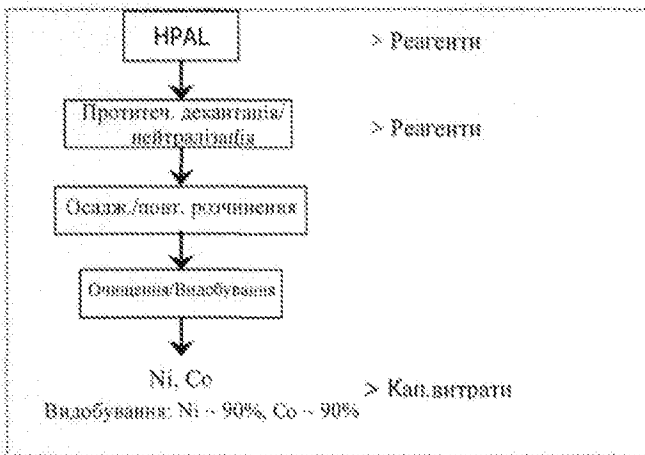 HPAL
> Реагенти
Протитеч. декантація/
нейтралізація
> Реагенти
Осадж./повт. розчинення
Очищення/Видобування
Ni, Co
> Кап.витрати
Видобування: Ni ~ 90%, Co ~ 90%